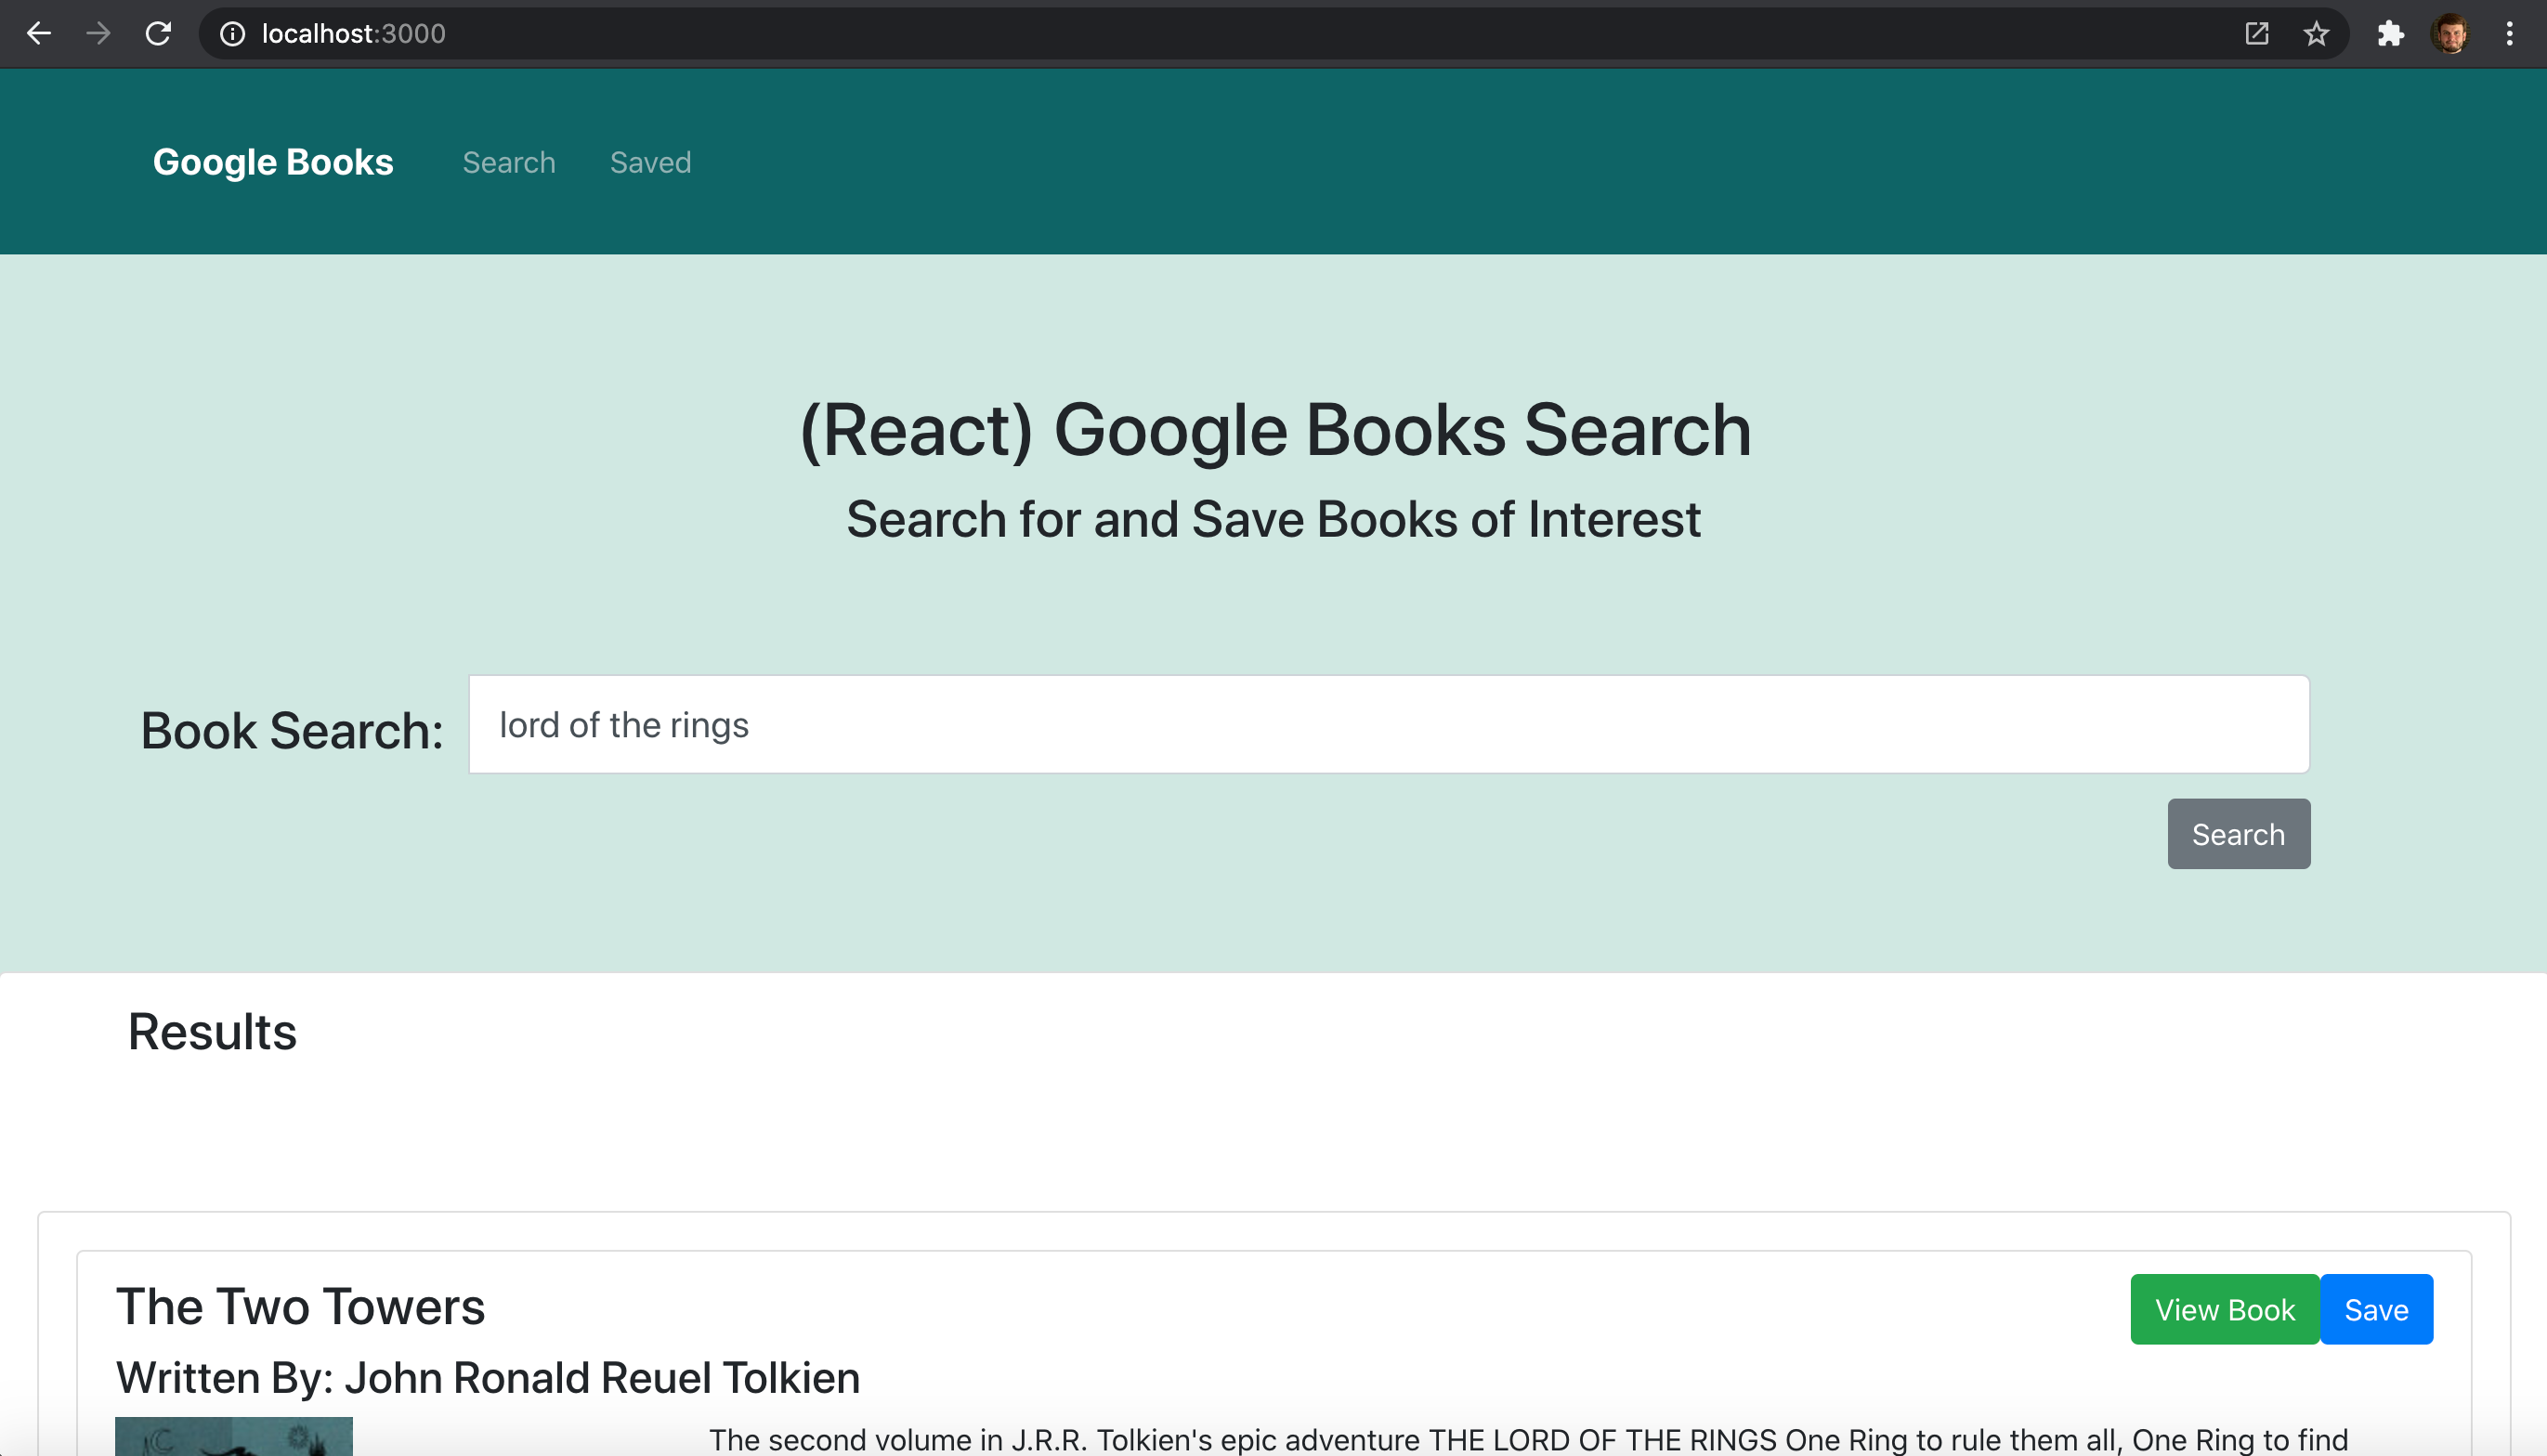 localhost:3000
Google Books Search Saved
(React) Google Books Search
Search for and Save Books of Interest
Book Search: lord of the rings
Search
Results
The Two Towers View Book Save
Written By: John Ronald Reuel Tolkien
The second volume in J.R.R. Tolkien's epic adventure THE LORD OF THE RINGS One Ring to rule them all, One Ring to find